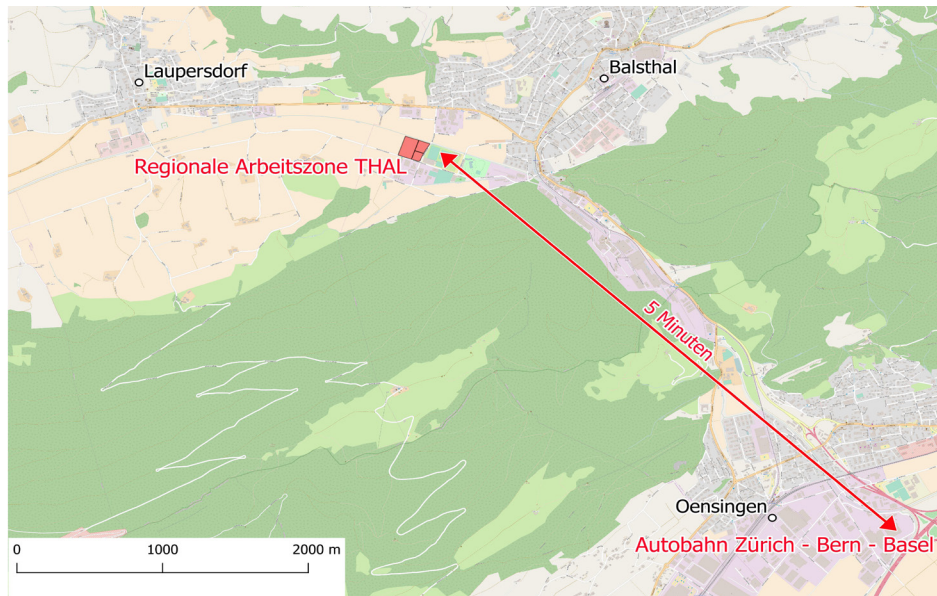 Laupersdorf
Balsthal
Regionale Arbeitszone THAL
5 Minuten
Oensingen
Autobahn Zürich - Bern - Basel
0 1000 2000 m